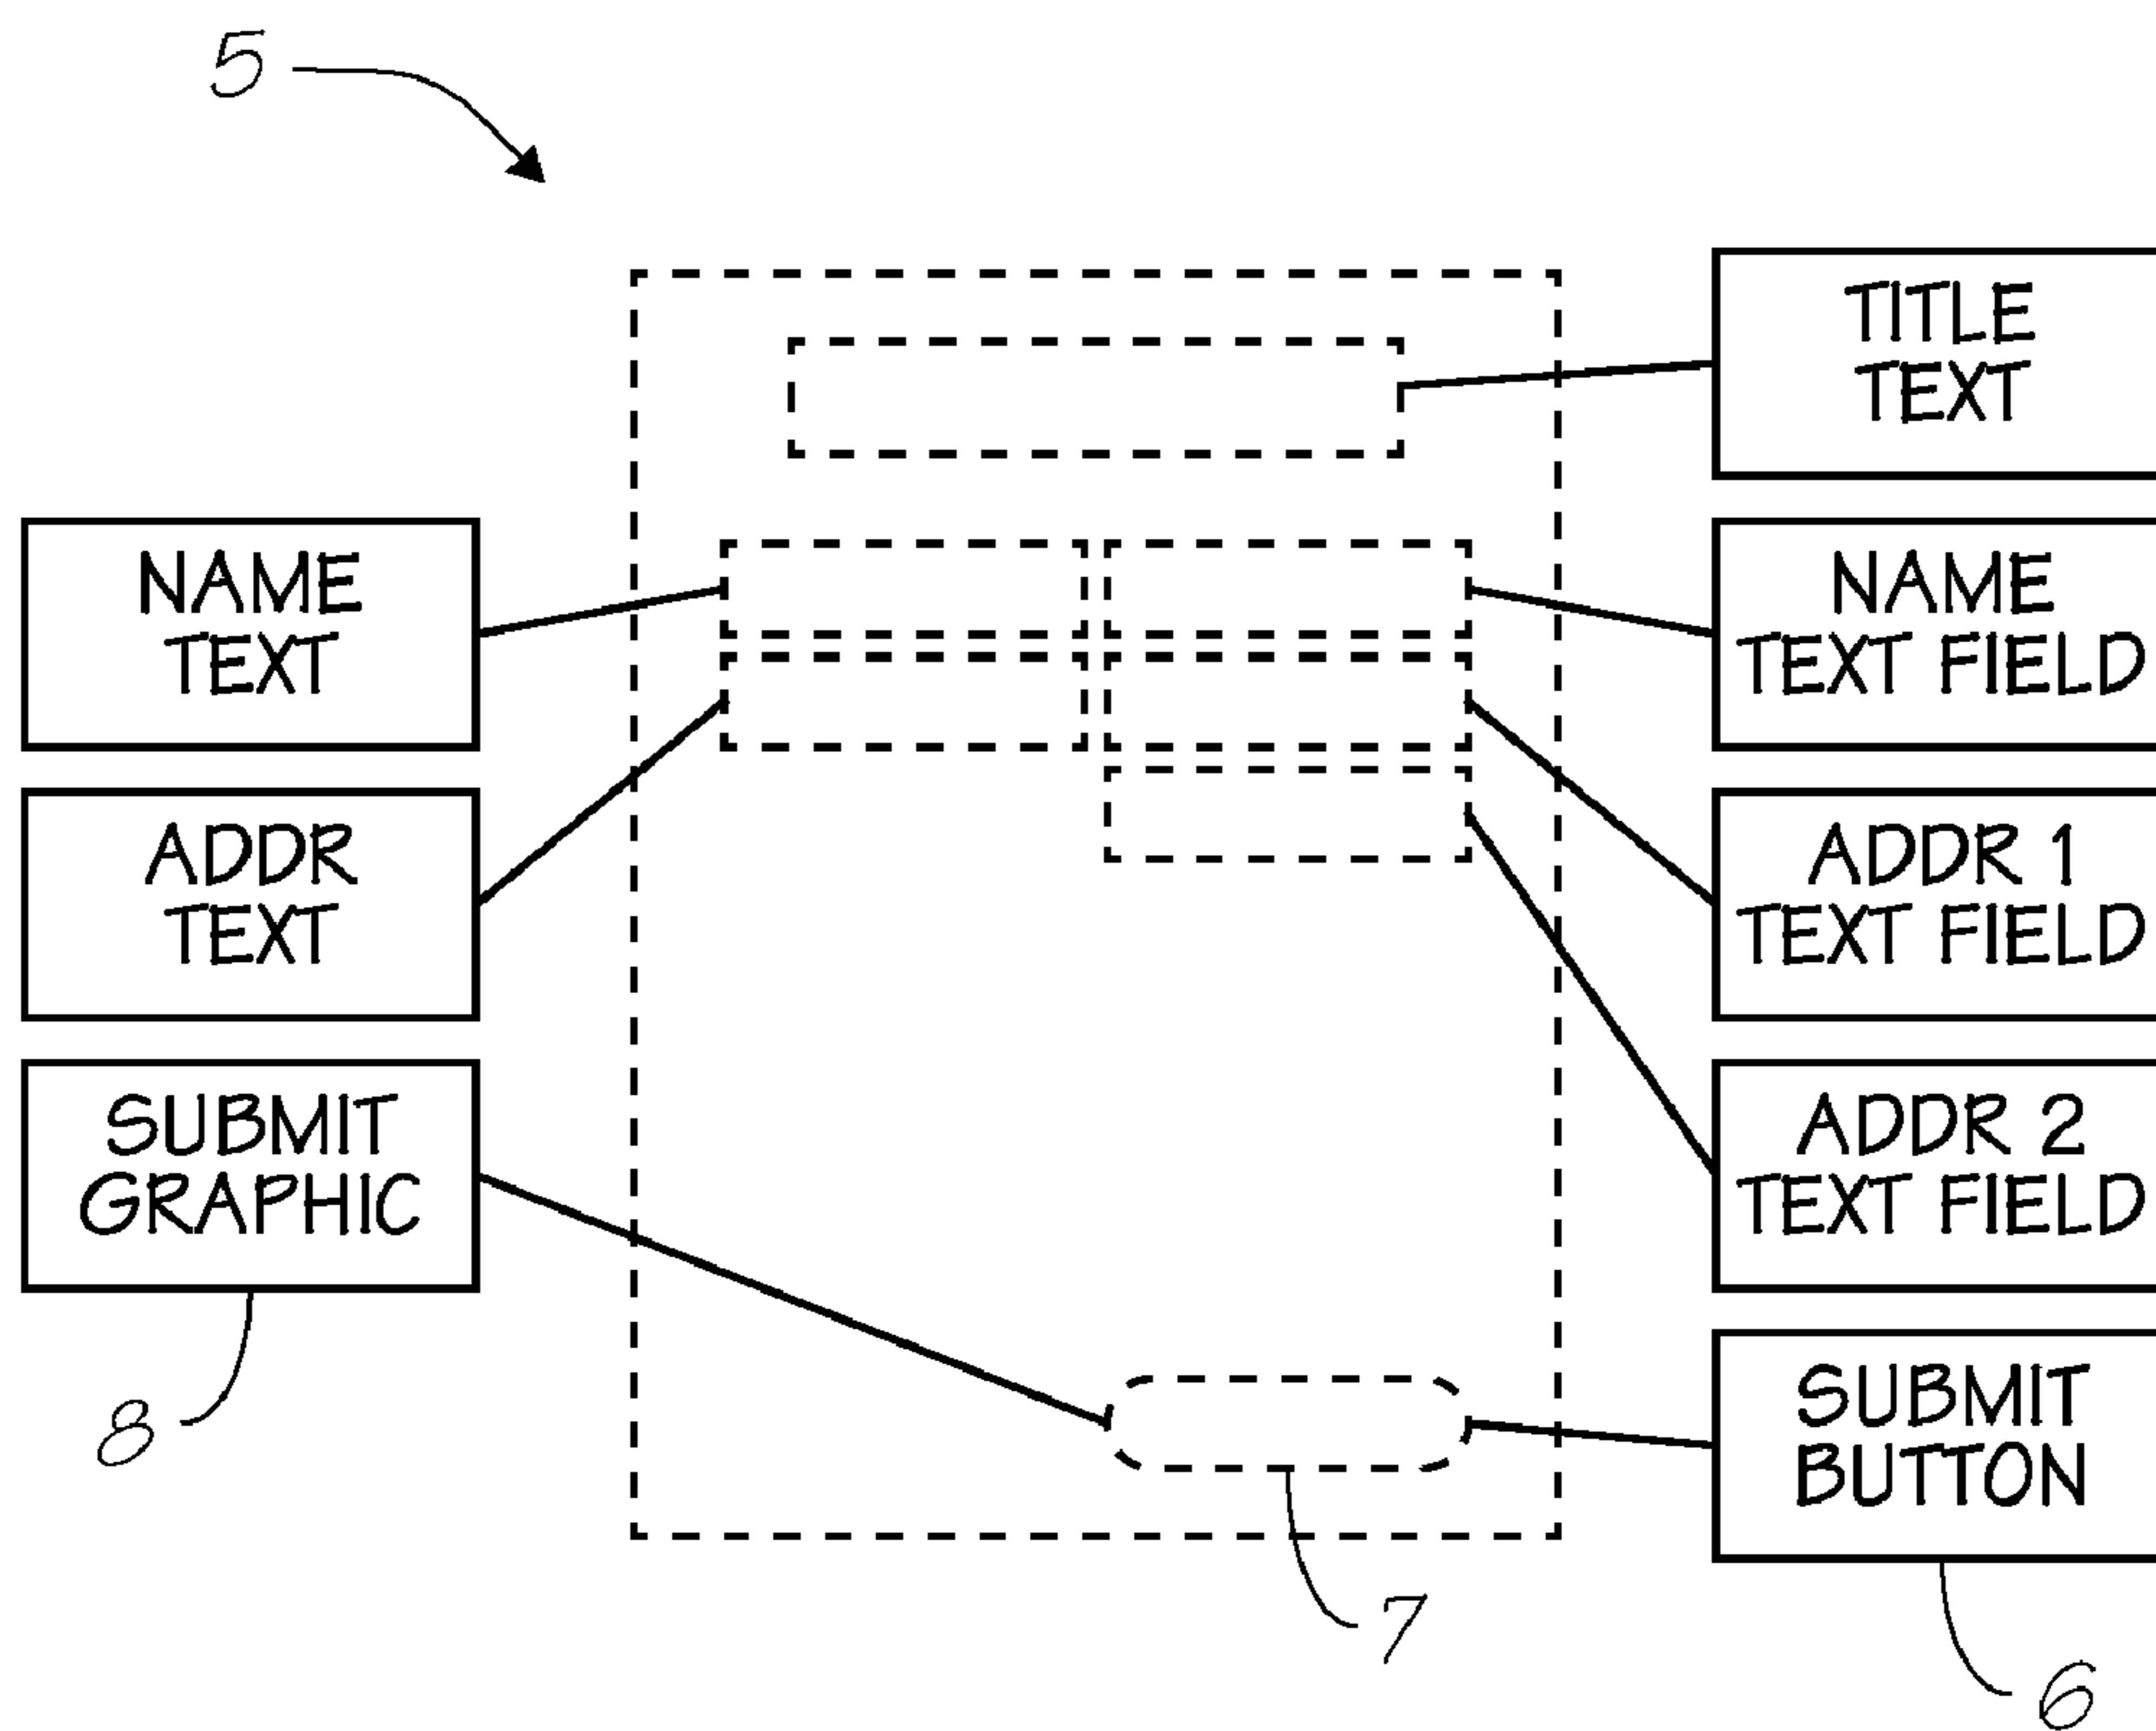 5
TITLE
TEXT
NAME
TEXT
NAME
TEXT FIELD
ADDR
TEXT
ADDR 1
TEXT FIELD
SUBMIT
GRAPHIC
ADDR 2
TEXT FIELD
8
SUBMIT
BUTTON
7
6